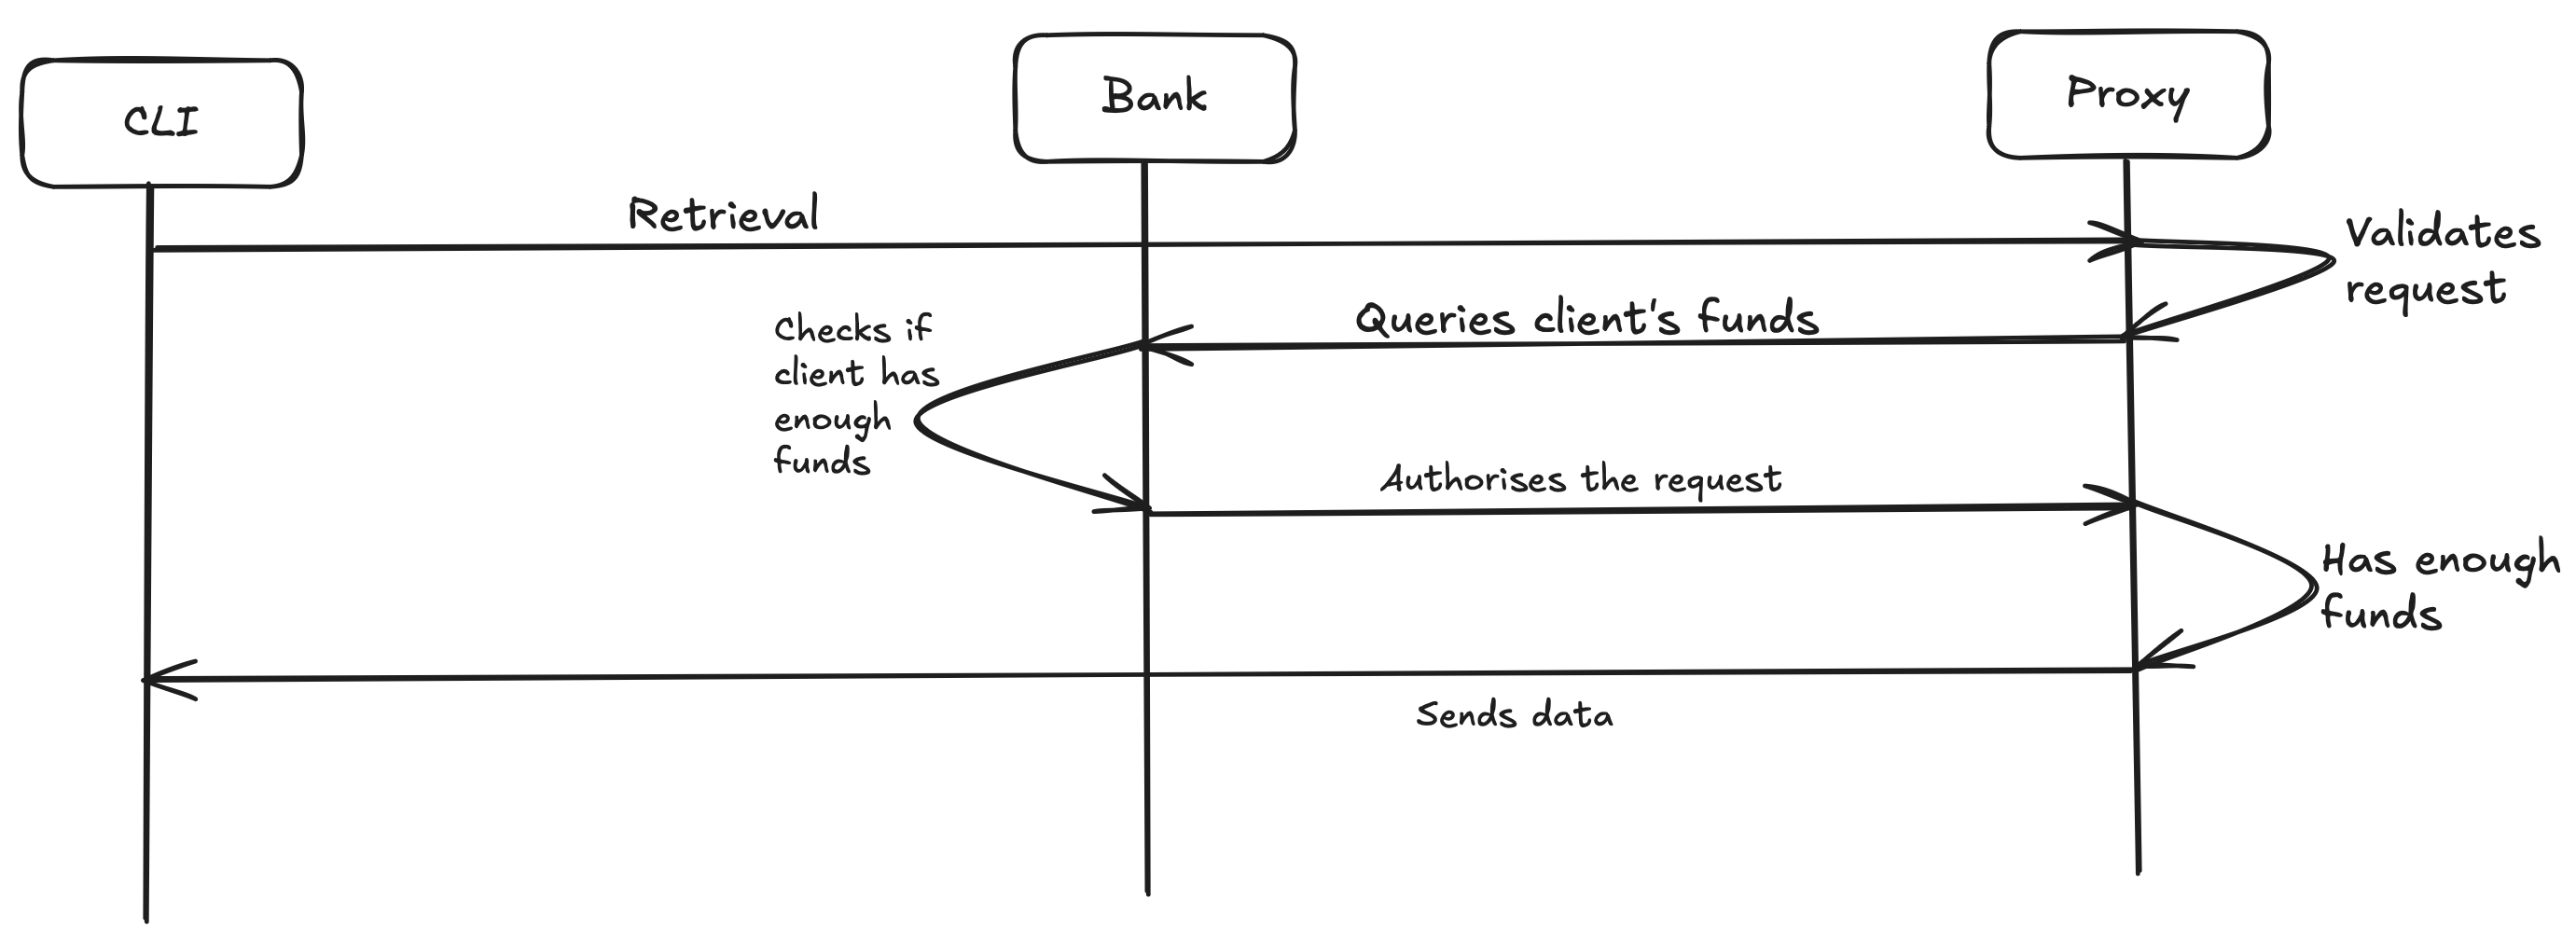 CLI
Bank
Proxy
Retrieval
Validates
request
Queries client's funds
Checks if
client has
enough
funds
Authorises the request
Has enough
funds
Sends data